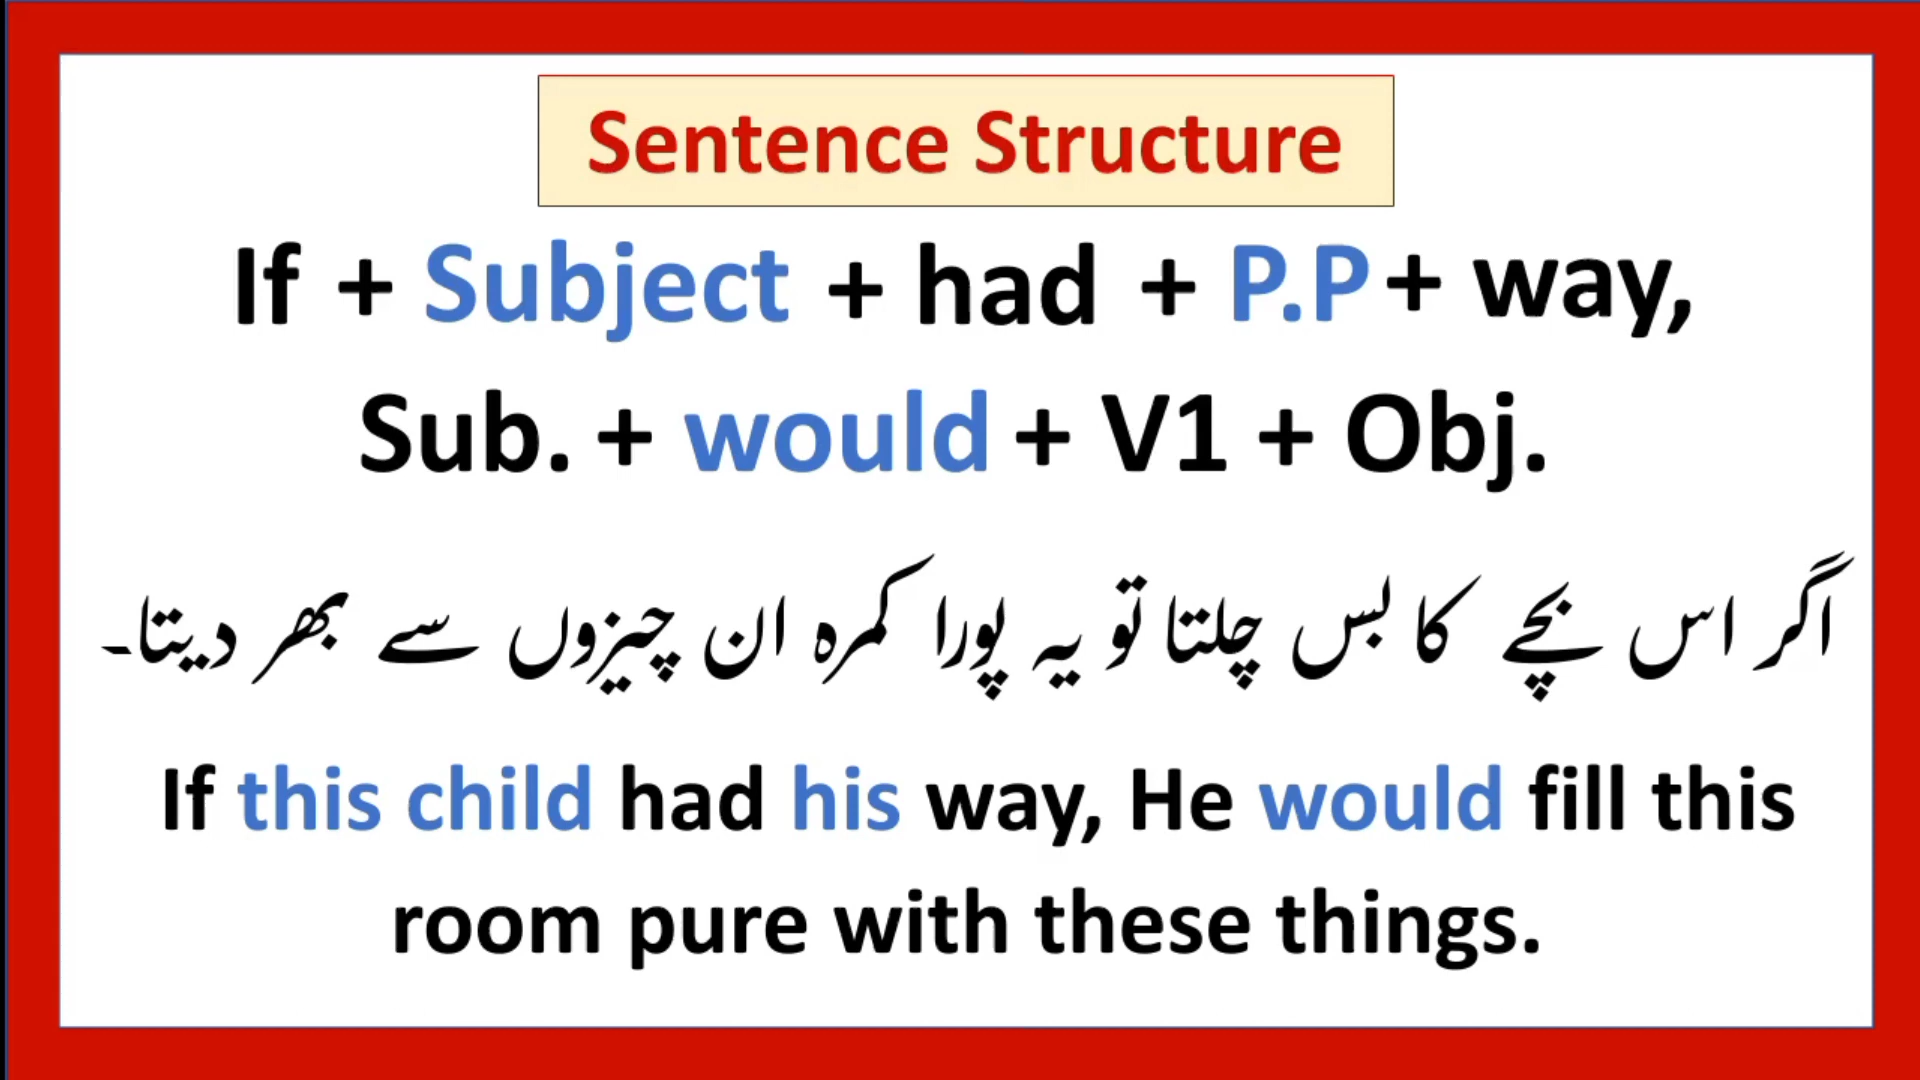 Sentence Structure
If + Subject + had + P.P + way,
Sub. + would + V1 + Obj.
اگر اس بچے کا بس چلتا تو یہ پورا کمرہ ان چیزوں سے بھر دیتا۔
If this child had his way, He would fill this
room pure with these things.